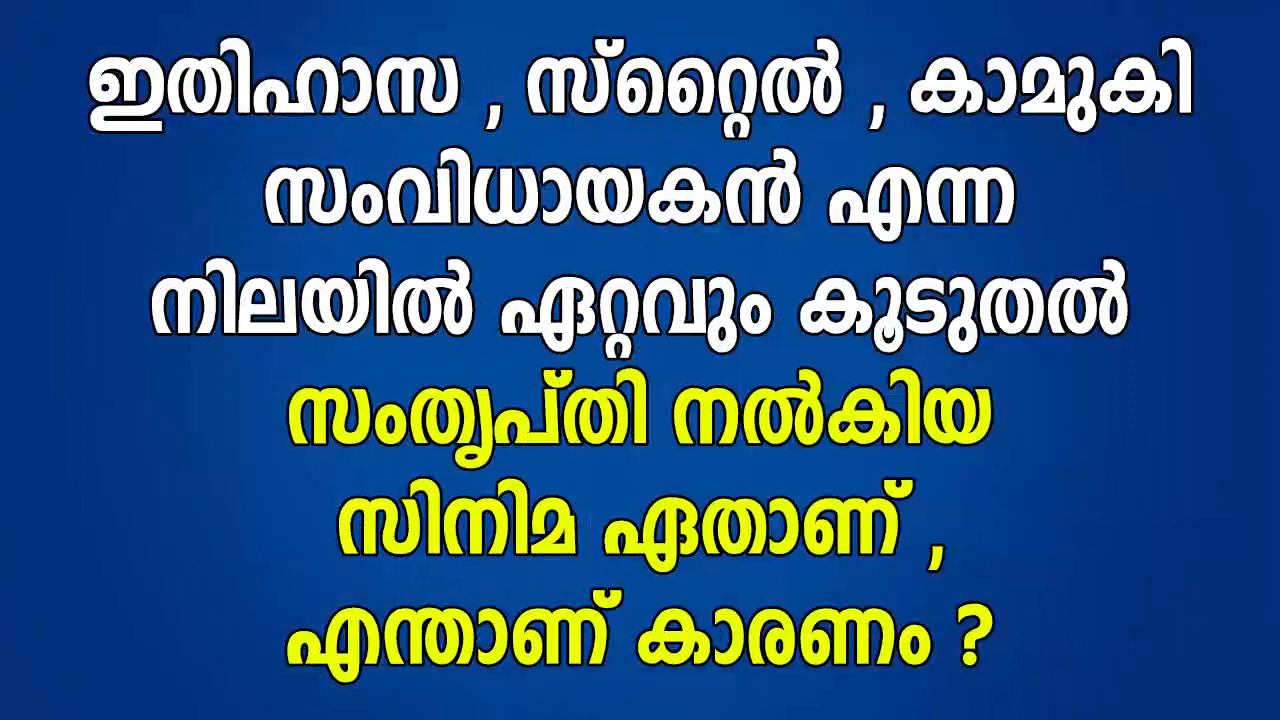 ഇതിഹാസ , സ്റ്റൈൽ , കാമുകി
സംവിധായകൻ എന്ന
നിലയിൽ ഏറ്റവും കൂടുതൽ
സംതൃപ്തി നൽകിയ
സിനിമ ഏതാണ് ,
എന്താണ് കാരണം ?